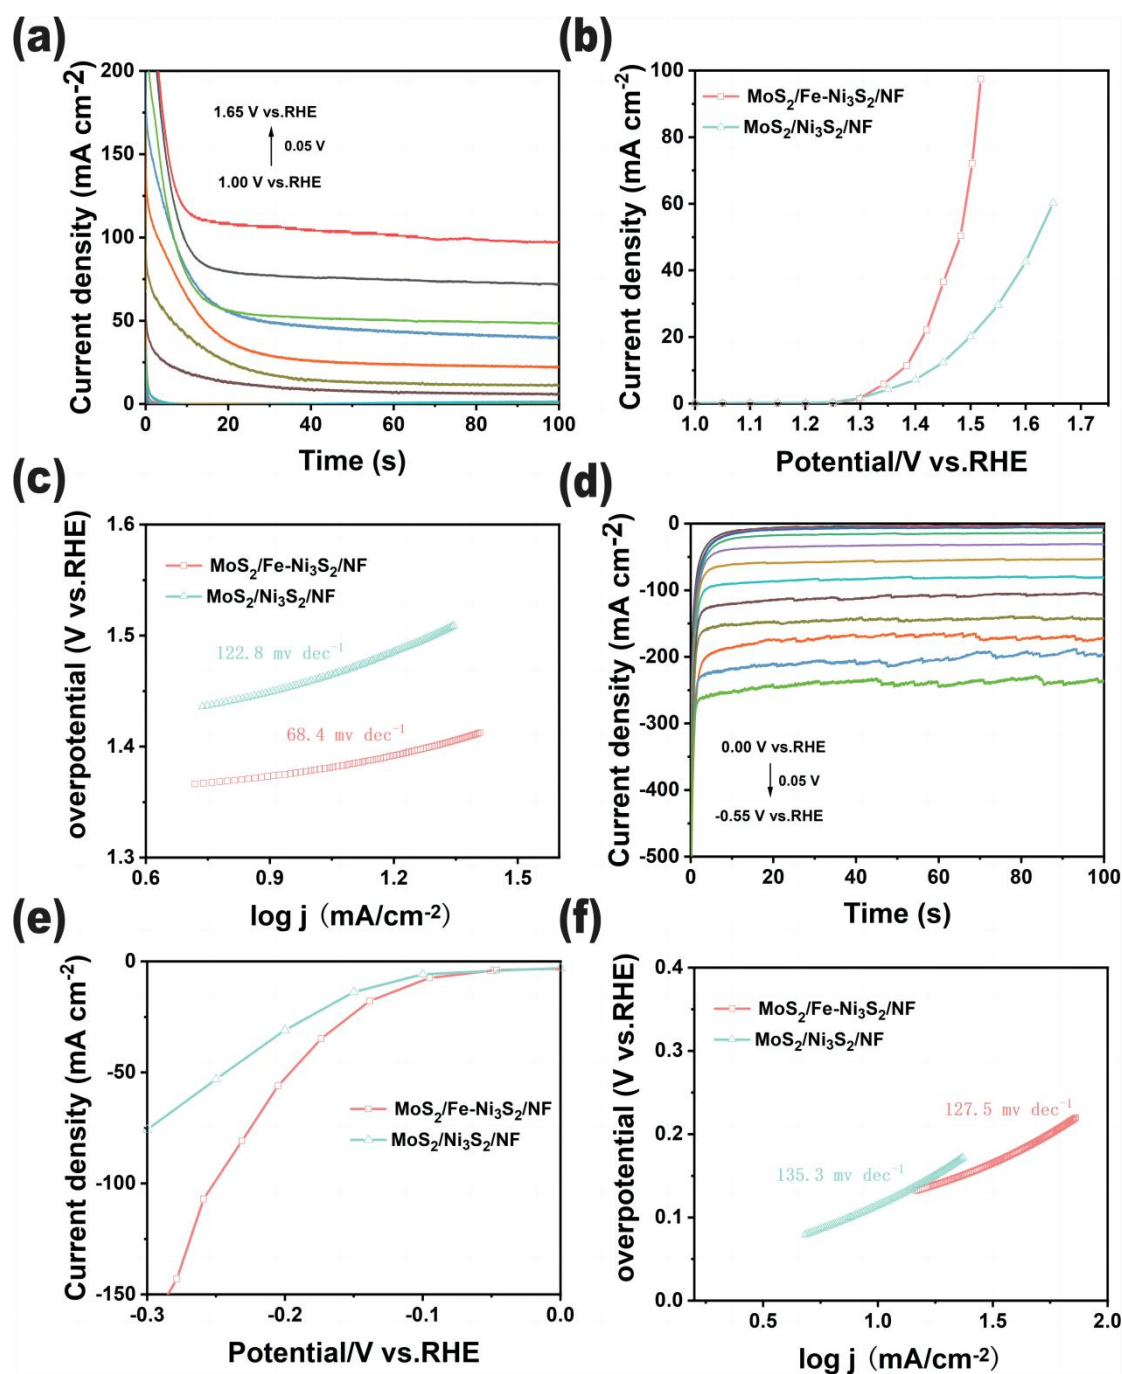 (a)
200
150
100
50
0
0 20 40 60 80 100
Current density (mA cm-2)
Time (s)
1.65 V vs.RHE
0.05 V
1.00 V vs.RHE
(b)
100
80
60
40
20
0
1.0 1.1 1.2 1.3 1.4 1.5 1.6 1.7
Current density (mA cm-2)
Potential/V vs.RHE
MoS2/Fe-Ni3S2/NF
MoS2/Ni3S2/NF
(c)
1.6
1.5
1.4
1.3
0.6 0.9 1.2 1.5
overpotential (V vs.RHE)
log j （mA/cm-2)
MoS2/Fe-Ni3S2/NF
MoS2/Ni3S2/NF
122.8 mv dec−1
68.4 mv dec−1
(d)
0
-100
-200
-300
-400
-500
0 20 40 60 80 100
Current density (mA cm-2)
Time (s)
0.00 V vs.RHE
0.05 V
-0.55 V vs.RHE
(e)
0
-50
-100
-150
-0.3 -0.2 -0.1 0.0
Current density (mA cm-2)
Potential/V vs.RHE
MoS2/Fe-Ni3S2/NF
MoS2/Ni3S2/NF
(f)
0.4
0.3
0.2
0.1
0.0
0.5 1.0 1.5 2.0
overpotential (V vs.RHE)
log j （mA/cm-2)
MoS2/Fe-Ni3S2/NF
MoS2/Ni3S2/NF
127.5 mv dec−1
135.3 mv dec−1